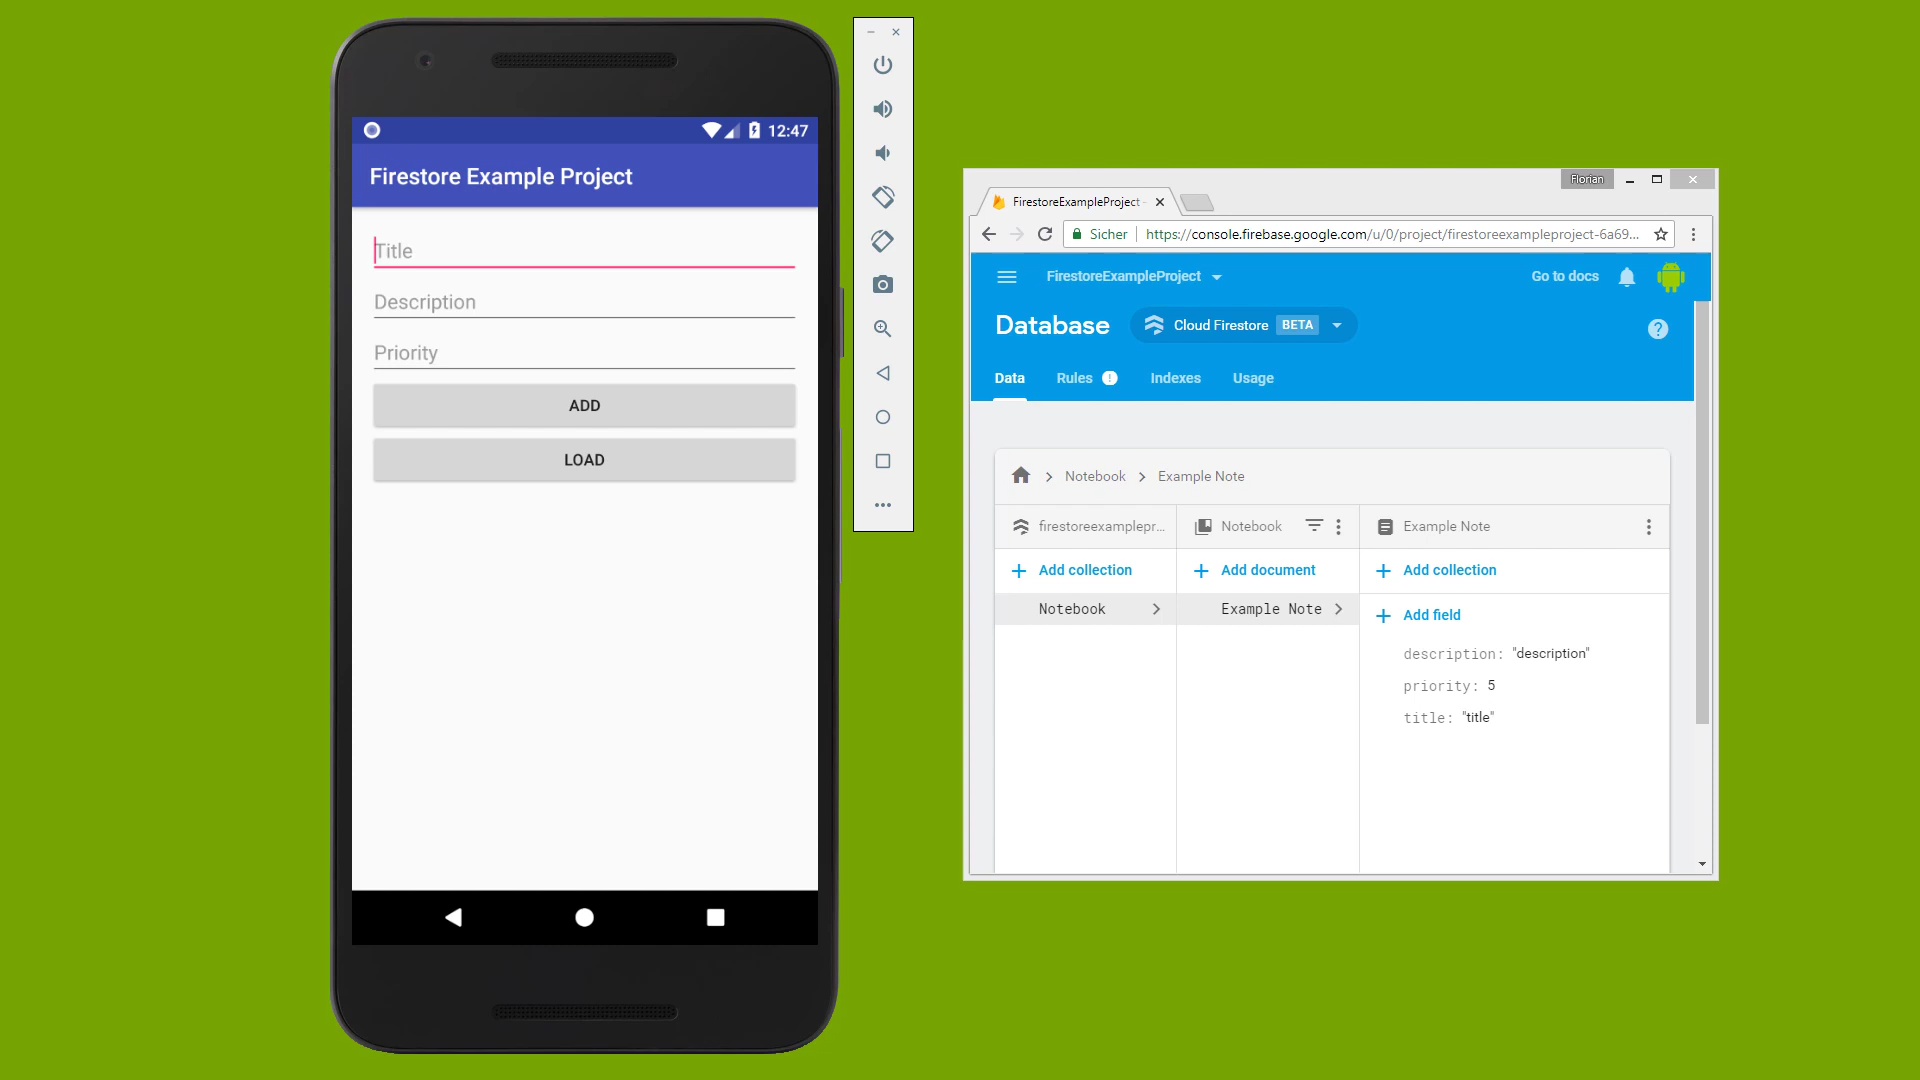 12:47
Firestore Example Project
Title
Description
Priority
ADD
LOAD
Florian
FirestoreExampleProject -
Sicher https://console.firebase.google.com/u/0/project/firestoreexampleproject-6a69...
FirestoreExampleProject Go to docs
Database Cloud Firestore BETA
Data Rules Indexes Usage
Notebook Example Note
firestoreexamplepr... Notebook Example Note
Add collection Add document Add collection
Notebook Example Note
Add field
description: "description"
priority: 5
title: "title"